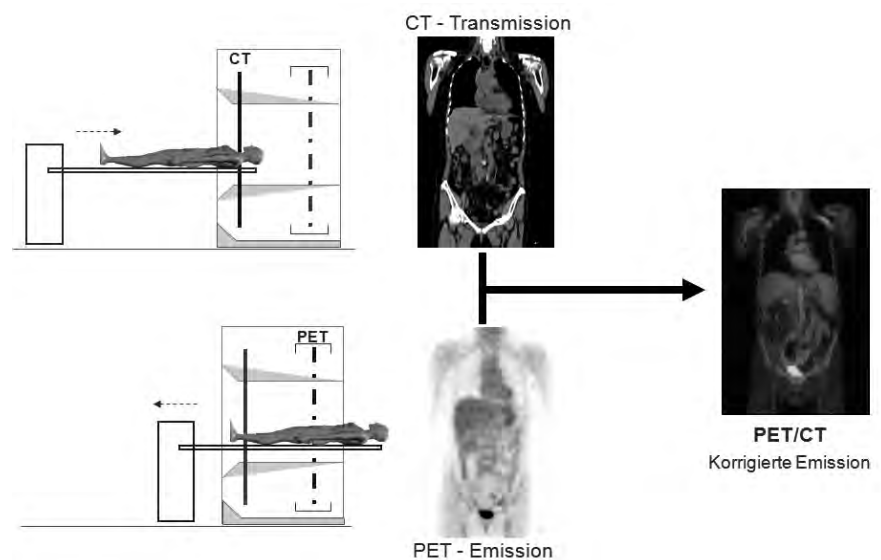 CT - Transmission
CT
PET
PET/CT
Korrigierte Emission
PET - Emission